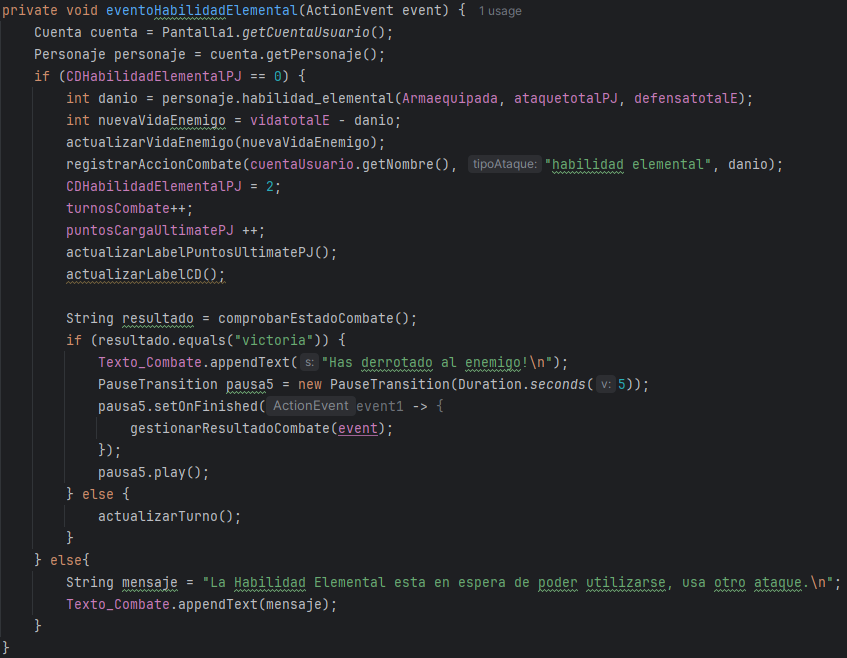 private void eventoHabilidadElemental(ActionEvent event) { 1 usage
    Cuenta cuenta = Pantalla1.getCuentaUsuario();
    Personaje personaje = cuenta.getPersonaje();
    if (CDHabilidadElementalPJ == 0) {
        int danio = personaje.habilidad_elemental(Armaequipada, ataquetotalPJ, defensatotalE);
        int nuevaVidaEnemigo = vidatotalE - danio;
        actualizarVidaEnemigo(nuevaVidaEnemigo);
        registrarAccionCombate(cuentaUsuario.getNombre(), tipoAtaque: "habilidad elemental", danio);
        CDHabilidadElementalPJ = 2;
        turnosCombate++;
        puntosCargaUltimatePJ ++;
        actualizarLabelPuntosUltimatePJ();
        actualizarLabelCD();

        String resultado = comprobarEstadoCombate();
        if (resultado.equals("victoria")) {
            Texto_Combate.appendText( s: "Has derrotado al enemigo!\n");
            PauseTransition pausa5 = new PauseTransition(Duration.seconds( v: 5));
            pausa5.setOnFinished( ActionEvent event1 -> {
                gestionarResultadoCombate(event);
            });
            pausa5.play();
        } else {
            actualizarTurno();
        }
    } else{
        String mensaje = "La Habilidad Elemental esta en espera de poder utilizarse, usa otro ataque.\n";
        Texto_Combate.appendText(mensaje);
    }
}